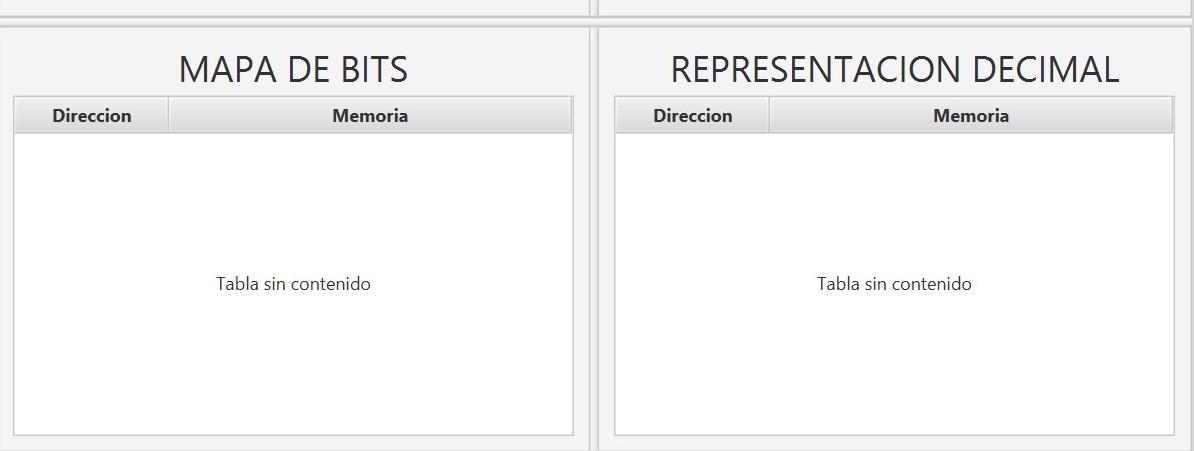 MAPA DE BITS
Direccion Memoria
Tabla sin contenido
REPRESENTACION DECIMAL
Direccion Memoria
Tabla sin contenido